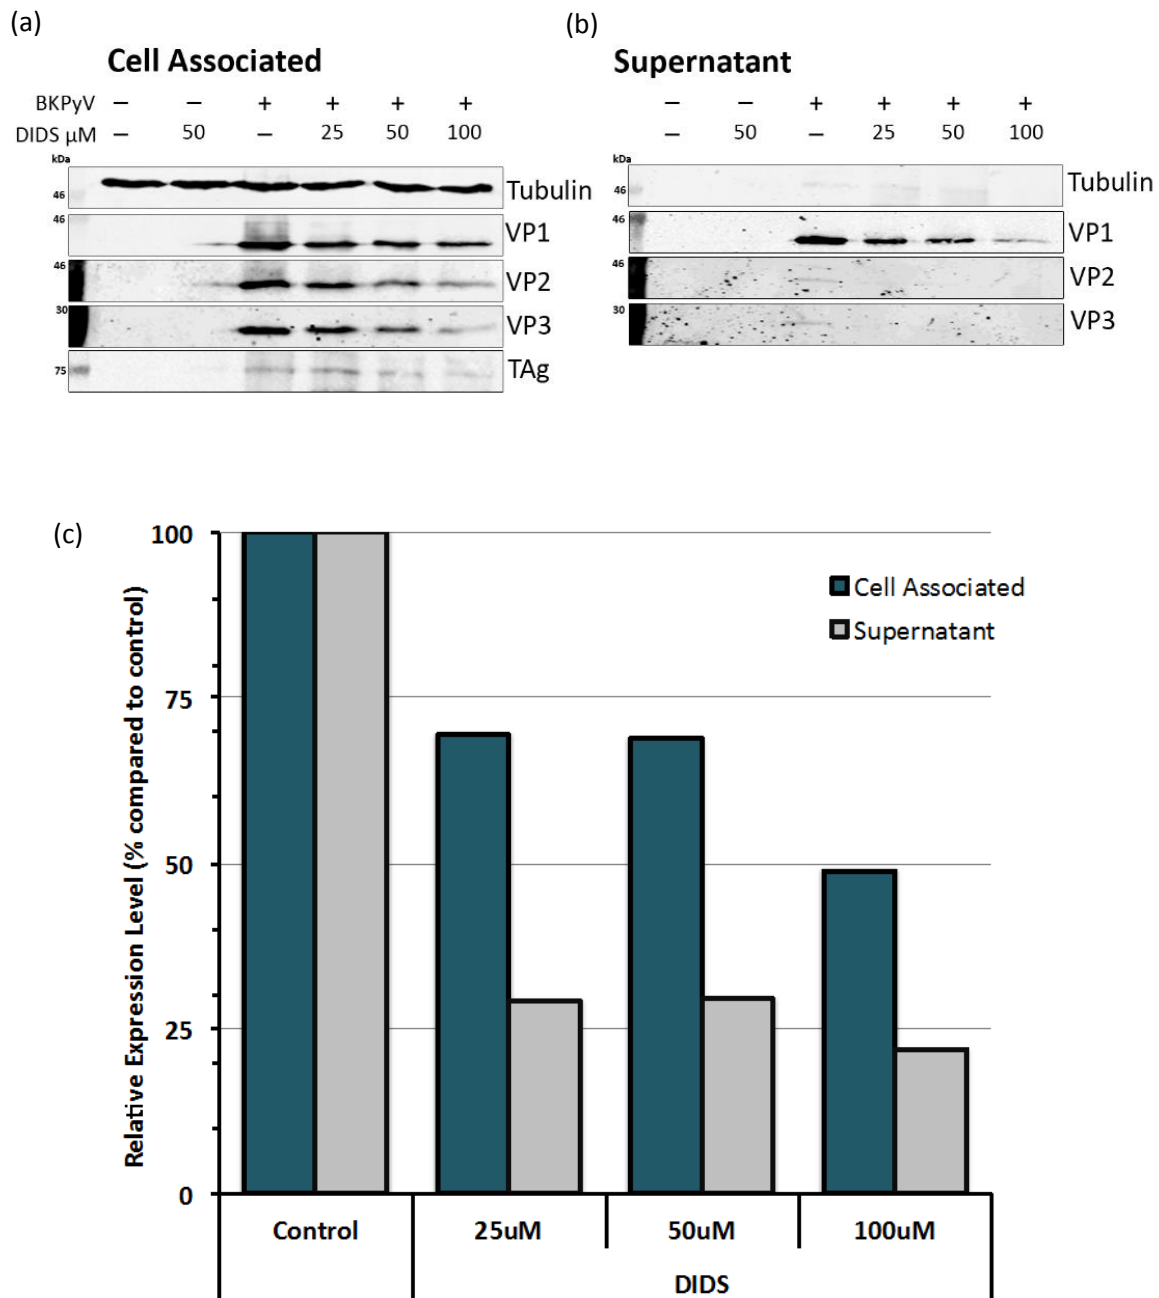 (a)
Cell Associated
BKPyV – – + + + +
DIDS µM – 50 – 25 50 100
kDa
46 Tubulin
46 VP1
46 VP2
30 VP3
75 TAg
(b)
Supernatant
– – + + + +
– 50 – 25 50 100
kDa
46 Tubulin
46 VP1
46 VP2
30 VP3
(c)
Relative Expression Level (% compared to control)
100
75
50
25
0
Cell Associated
Supernatant
Control 25uM 50uM 100uM
DIDS